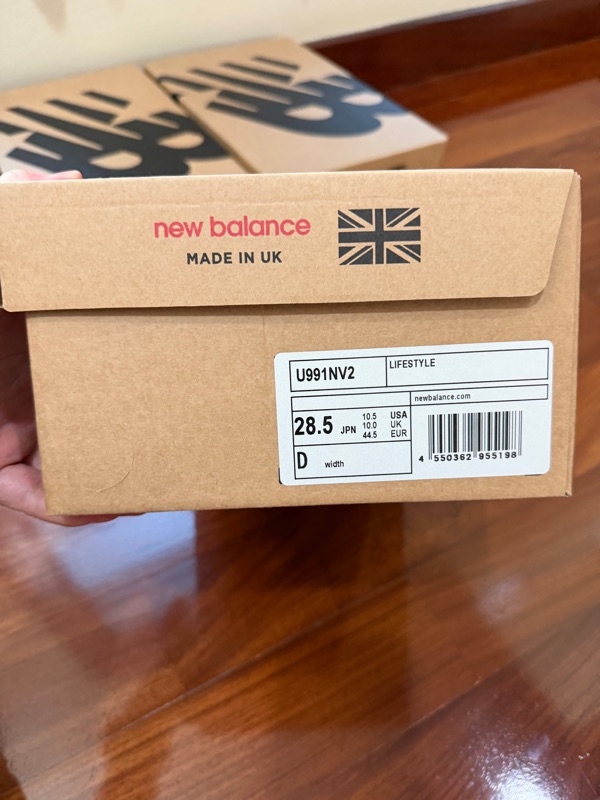 new balance
MADE IN UK
U991NV2
LIFESTYLE
newbalance.com
28.5 JPN
10.5 USA
10.0 UK
44.5 EUR
D width
4 550362 955198